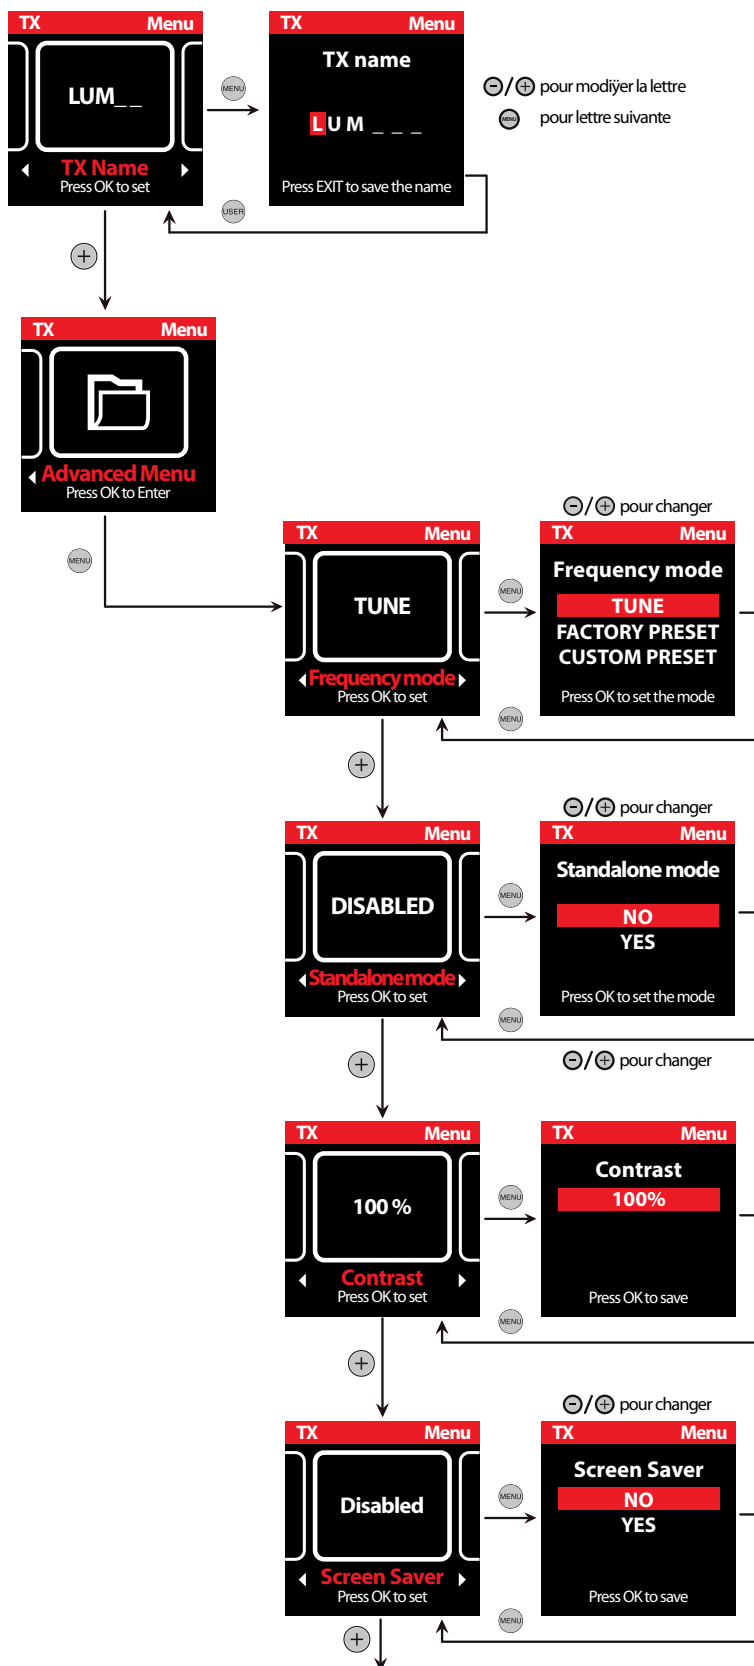 TX Menu
LUM_ _
TX Name
Press OK to set
MENU
TX Menu
TX name
L U M _ _ _
Press EXIT to save the name
⊖/⊕ pour modiÿer la lettre
MENU pour lettre suivante
USER
+
TX Menu
Advanced Menu
Press OK to Enter
MENU
TX Menu
TUNE
Frequency mode
Press OK to set
MENU
⊖/⊕ pour changer
TX Menu
Frequency mode
TUNE
FACTORY PRESET
CUSTOM PRESET
Press OK to set the mode
MENU
+
TX Menu
DISABLED
Standalone mode
Press OK to set
MENU
⊖/⊕ pour changer
TX Menu
Standalone mode
NO
YES
Press OK to set the mode
MENU
+
⊖/⊕ pour changer
TX Menu
100 %
Contrast
Press OK to set
MENU
TX Menu
Contrast
100%
Press OK to save
MENU
+
⊖/⊕ pour changer
TX Menu
Disabled
Screen Saver
Press OK to set
MENU
TX Menu
Screen Saver
NO
YES
Press OK to save
MENU
+